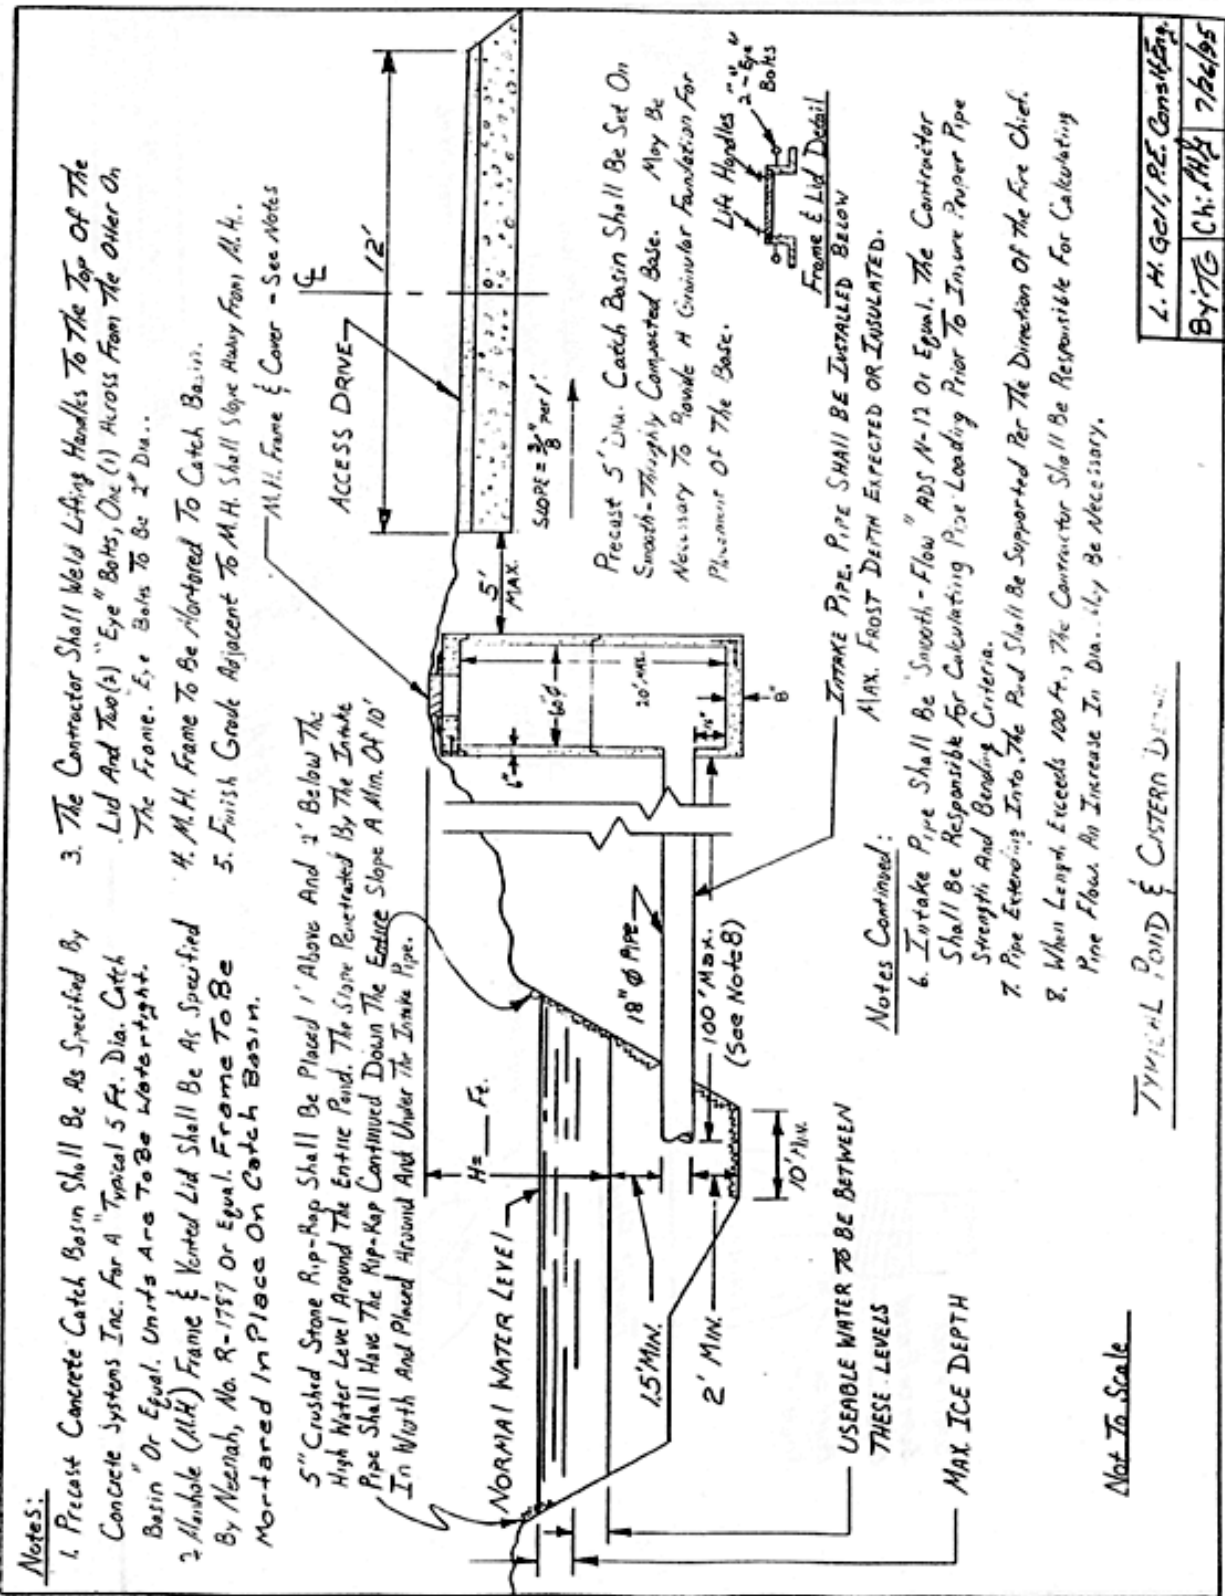 Notes:
1. Precast Concrete Catch Basin Shall Be As Specified By
Concrete Systems Inc. For A "Typical 5 Ft. Dia. Catch
Basin" Or Equal. Units Are To Be Watertight.
2. Manhole (M.H.) Frame & Vented Lid Shall Be As Specified
By Neenah, No. R-1787 Or Equal. Frame To Be
Mortared In Place On Catch Basin.
3. The Contractor Shall Weld Lifting Handles To The Top Of The
Lid And Two (2) "Eye" Bolts, One (1) Across From The Other On
The Frame. Eye Bolts To Be 2" Dia..
4. M.H. Frame To Be Mortored To Catch Basin.
5. Finish Grade Adjacent To M.H. Shall Slope Away From M.H..
M.H. Frame & Cover - See Notes
5" Crushed Stone Rip-Rap Shall Be Placed 1' Above And 2' Below The
High Water Level Around The Entire Pond. The Slope Penetrated By The Intake
Pipe Shall Have The Rip-Rap Continued Down The Entire Slope A Min. Of 10'
In Width And Placed Around And Under The Intake Pipe.
ACCESS DRIVE
℄
12'
SLOPE = 3/8" per 1'
5'
MAX.
NORMAL WATER LEVEL
H= ___ Ft.
6"
60" Φ
20' MAX.
8"
18" Φ PIPE
100' Max.
(See Note 8)
1.5' MIN.
2' MIN.
10' MIN.
USEABLE WATER TO BE BETWEEN
THESE LEVELS
MAX. ICE DEPTH
Precast 5' Dia. Catch Basin Shall Be Set On
Smooth-Throughly Compacted Base. May Be
Necessary To Provide A Granular Foundation For
Placement Of The Base.
Lift Handles
2 - "Eye"
Bolts
Frame & Lid Detail
INTAKE PIPE. PIPE SHALL BE INSTALLED BELOW
MAX. FROST DEPTH EXPECTED OR INSULATED.
Notes Continued:
6. Intake Pipe Shall Be "Smooth-Flow" ADS N-12 Or Equal. The Contractor
Shall Be Responsible For Calculating Pipe Loading Prior To Insure Proper Pipe
Strength And Bending Criteria.
7. Pipe Extending Into The Pond Shall Be Supported Per The Direction Of The Fire Chief.
8. When Length Exceeds 100 Ft., The Contractor Shall Be Responsible For Calculating
Pipe Flow. An Increase In Dia. May Be Necessary.
TYPICAL POND & CISTERN
Not To Scale
L. H. Geil, P.E. Consltg Eng.
By: TG Ch: 7/26/95